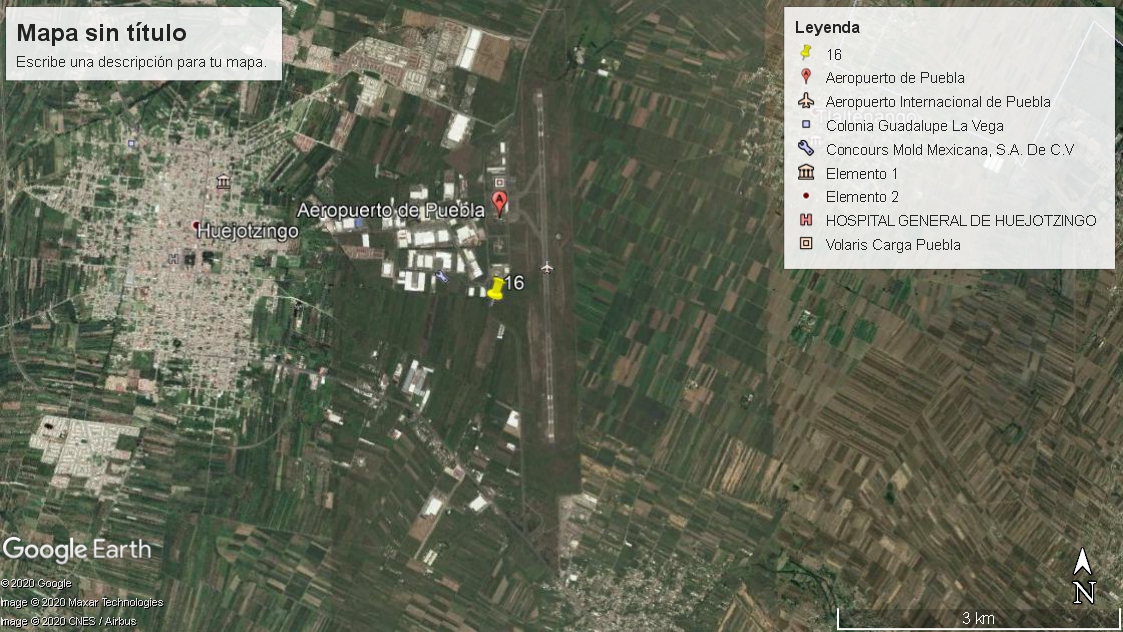 Mapa sin título
Escribe una descripción para tu mapa.
Leyenda
16
Aeropuerto de Puebla
Aeropuerto Internacional de Puebla
Colonia Guadalupe La Vega
Concours Mold Mexicana, S.A. De C.V
Elemento 1
Elemento 2
HOSPITAL GENERAL DE HUEJOTZINGO
Volaris Carga Puebla
A
Aeropuerto de Puebla
Huejotzingo
H
16
Google Earth
© 2020 Google
Image © 2020 Maxar Technologies
Image © 2020 CNES / Airbus
N
3 km